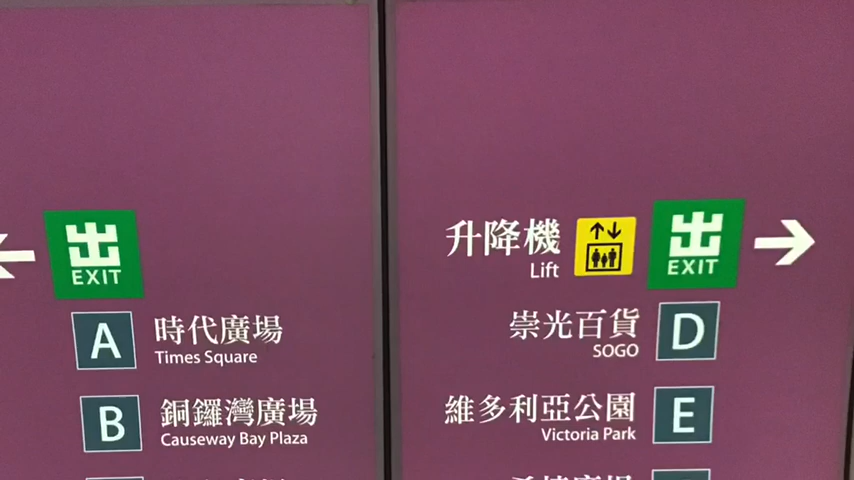 出
EXIT
A
時代廣場
Times Square
B
銅鑼灣廣場
Causeway Bay Plaza
升降機
Lift
出
EXIT
崇光百貨
SOGO
D
維多利亞公園
Victoria Park
E